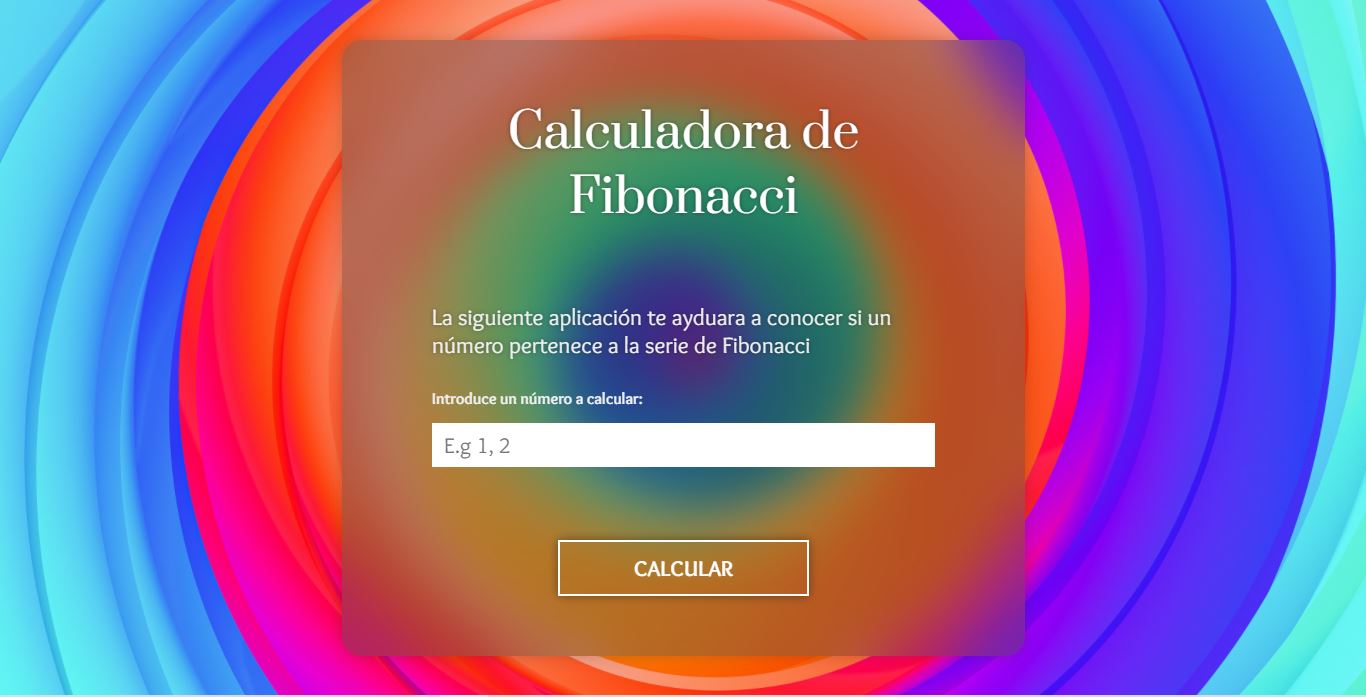 Calculadora de
Fibonacci
La siguiente aplicación te ayduara a conocer si un
número pertenece a la serie de Fibonacci
Introduce un número a calcular:
E.g 1, 2
CALCULAR